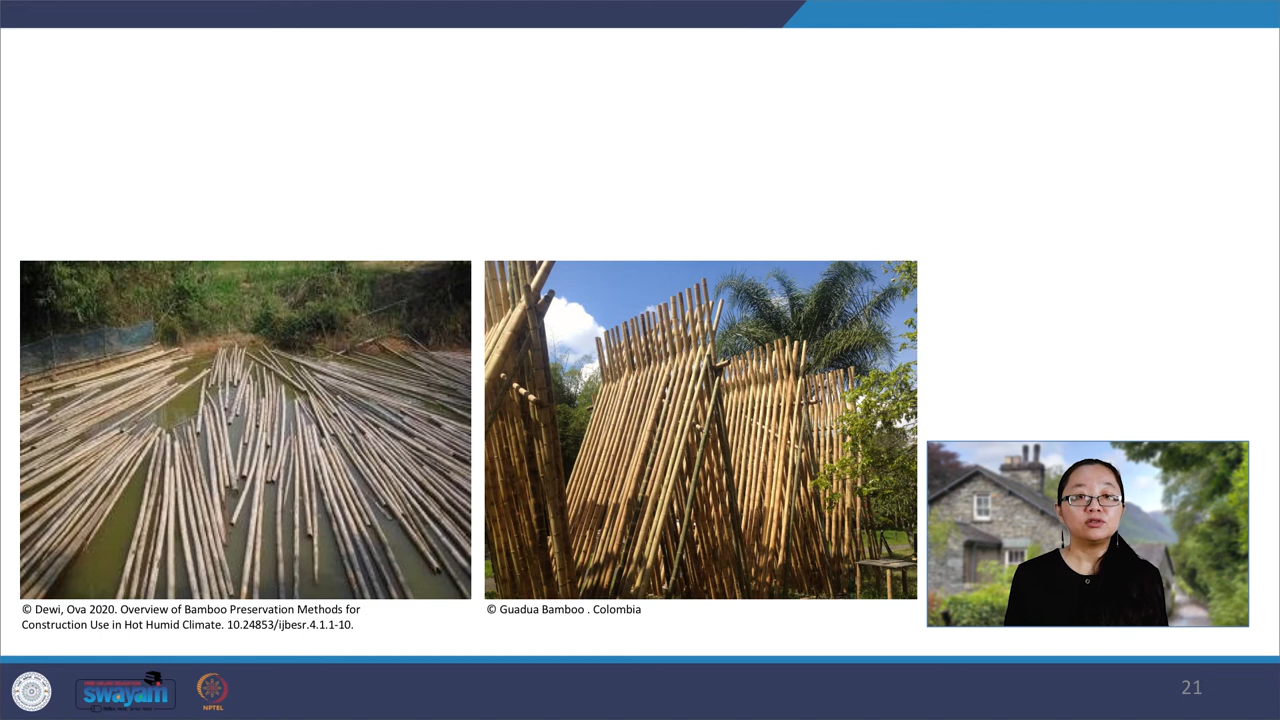 © Dewi, Ova 2020. Overview of Bamboo Preservation Methods for
Construction Use in Hot Humid Climate. 10.24853/ijbesr.4.1.1-10.
© Guadua Bamboo . Colombia
swayam
NPTEL
21